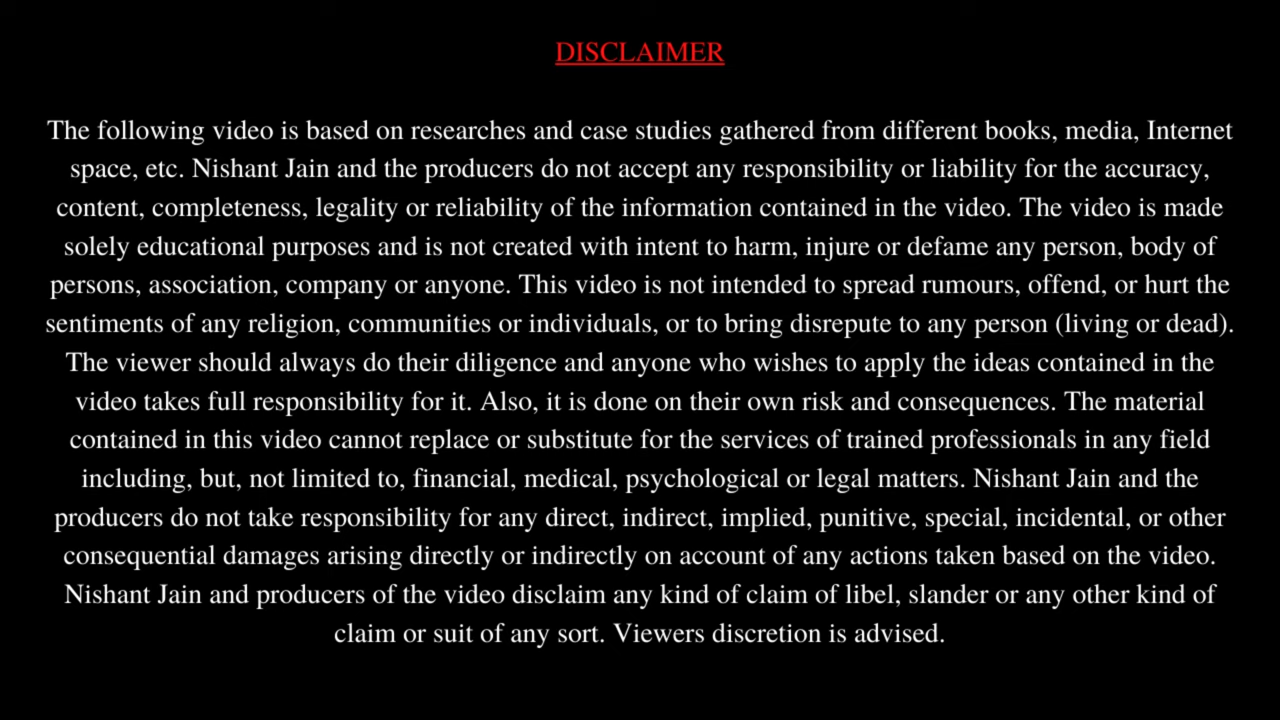 DISCLAIMER
The following video is based on researches and case studies gathered from different books, media, Internet
space, etc. Nishant Jain and the producers do not accept any responsibility or liability for the accuracy,
content, completeness, legality or reliability of the information contained in the video. The video is made
solely educational purposes and is not created with intent to harm, injure or defame any person, body of
persons, association, company or anyone. This video is not intended to spread rumours, offend, or hurt the
sentiments of any religion, communities or individuals, or to bring disrepute to any person (living or dead).
The viewer should always do their diligence and anyone who wishes to apply the ideas contained in the
video takes full responsibility for it. Also, it is done on their own risk and consequences. The material
contained in this video cannot replace or substitute for the services of trained professionals in any field
including, but, not limited to, financial, medical, psychological or legal matters. Nishant Jain and the
producers do not take responsibility for any direct, indirect, implied, punitive, special, incidental, or other
consequential damages arising directly or indirectly on account of any actions taken based on the video.
Nishant Jain and producers of the video disclaim any kind of claim of libel, slander or any other kind of
claim or suit of any sort. Viewers discretion is advised.